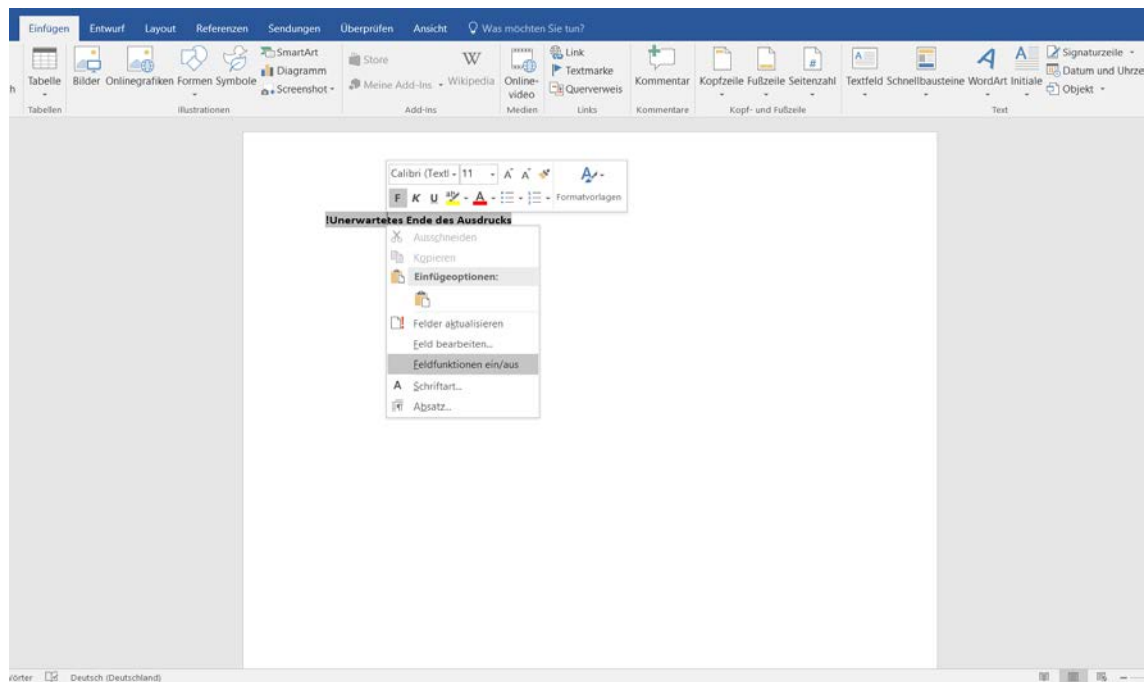 Einfügen Entwurf Layout Referenzen Sendungen Überprüfen Ansicht Was möchten Sie tun?
h
Tabelle
Bilder
Onlinegrafiken
Formen
Symbole
SmartArt
Diagramm
Screenshot
Store
Meine Add-Ins
Wikipedia
Online-
video
Link
Textmarke
Querverweis
Kommentar
Kopfzeile
Fußzeile
Seitenzahl
Textfeld
Schnellbausteine
WordArt
Initiale
Signaturzeile
Datum und Uhrze
Objekt
Tabellen Illustrationen Add-Ins Medien Links Kommentare Kopf- und Fußzeile Text
Calibri (Textl 11 A A
F K U ab A Formatvorlagen
!Unerwartetes Ende des Ausdrucks
Ausschneiden
Kopieren
Einfügeoptionen:
Felder aktualisieren
Feld bearbeiten...
Feldfunktionen ein/aus
Schriftart...
Absatz...
Wörter Deutsch (Deutschland)